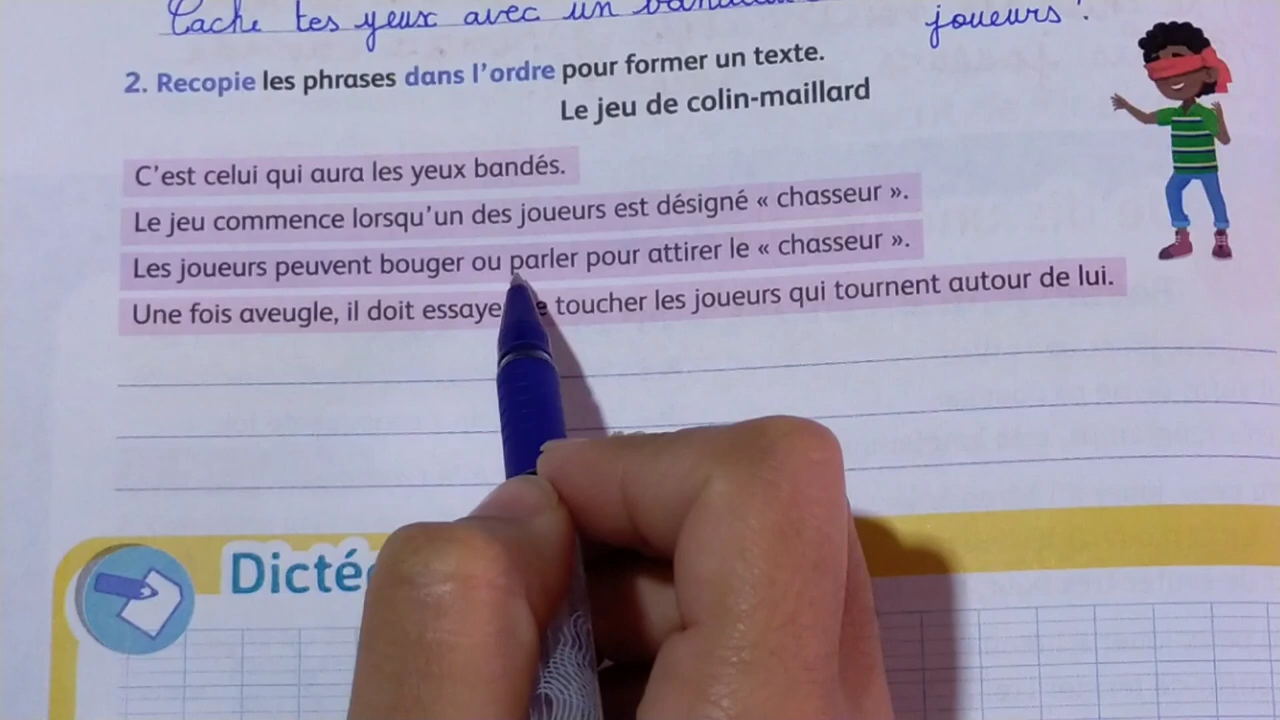 Cache tes yeux avec un
joueurs !
2. Recopie les phrases dans l'ordre pour former un texte.
Le jeu de colin-maillard
C'est celui qui aura les yeux bandés.
Le jeu commence lorsqu'un des joueurs est désigné « chasseur ».
Les joueurs peuvent bouger ou parler pour attirer le « chasseur ».
Une fois aveugle, il doit essaye e toucher les joueurs qui tournent autour de lui.
Dictée